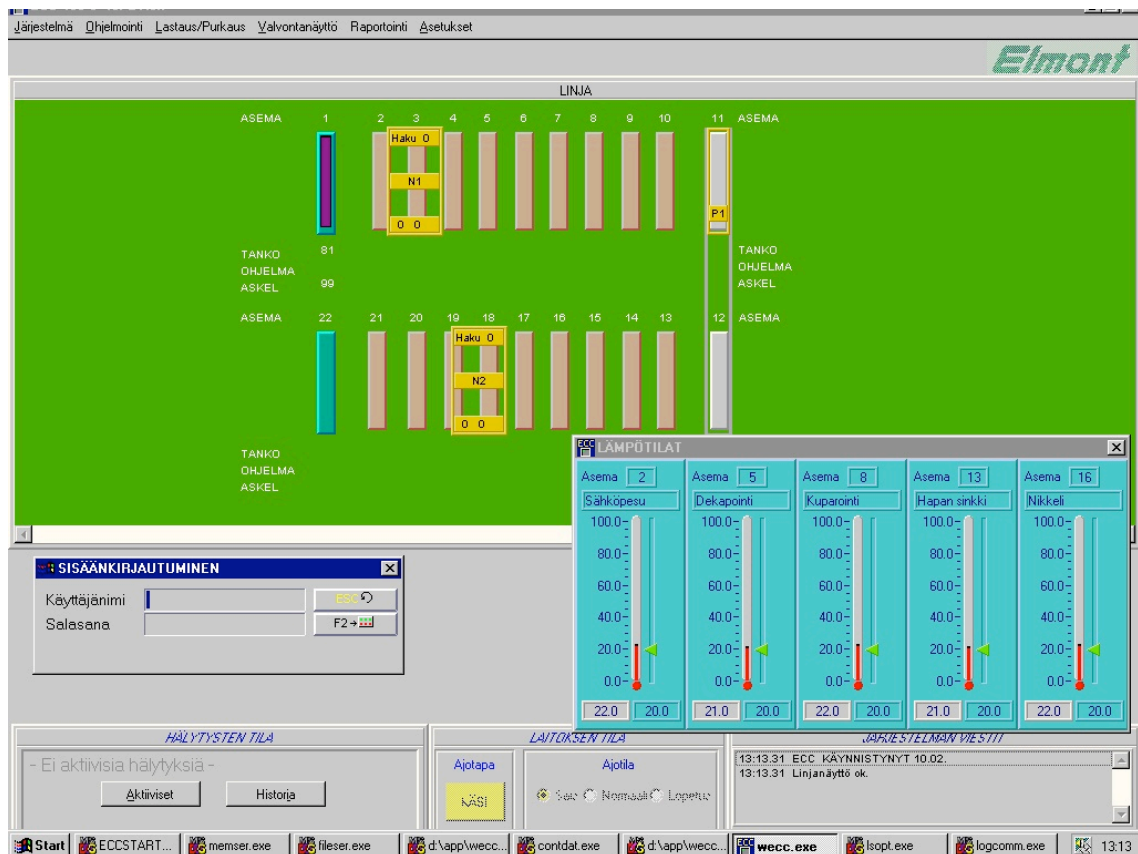 Järjestelmä Ohjelmointi Lastaus/Purkaus Valvontanäyttö Raportointi Asetukset
Elmont
LINJA
ASEMA 1 2 3 4 5 6 7 8 9 10 11 ASEMA
Haku 0
N1
P1
0 0
TANKO 81 TANKO
OHJELMA OHJELMA
ASKEL 99 ASKEL
ASEMA 22 21 20 19 18 17 16 15 14 13 12 ASEMA
Haku 0
N2
0 0
TANKO
OHJELMA
ASKEL
ECC LÄMPÖTILAT
Asema 2 Asema 5 Asema 8 Asema 13 Asema 16
Sähköpesu Dekapointi Kuparointi Hapan sinkki Nikkeli
100.0 100.0 100.0 100.0 100.0
80.0 80.0 80.0 80.0 80.0
60.0 60.0 60.0 60.0 60.0
40.0 40.0 40.0 40.0 40.0
20.0 20.0 20.0 20.0 20.0
0.0 0.0 0.0 0.0 0.0
22.0 20.0 21.0 20.0 22.0 20.0 21.0 20.0 22.0 20.0
SISÄÄNKIRJAUTUMINEN
Käyttäjänimi ESC
Salasana F2
HÄLYTYSTEN TILA LAITOKSEN TILA JÄRJESTELMÄN VIESTIT
- Ei aktiivisia hälytyksiä -
Aktiiviset Historja
Ajotapa Ajotila
KÄSI Seis Normaali Lopetus
13:13.31 ECC KÄYNNISTYNYT 10.02.
13:13.31 Linjanäyttö ok.
Start ECCSTART... memser.exe fileser.exe d:\app\wecc... contdat.exe d:\app\wecc... wecc.exe lsopt.exe logcomm.exe 13:13